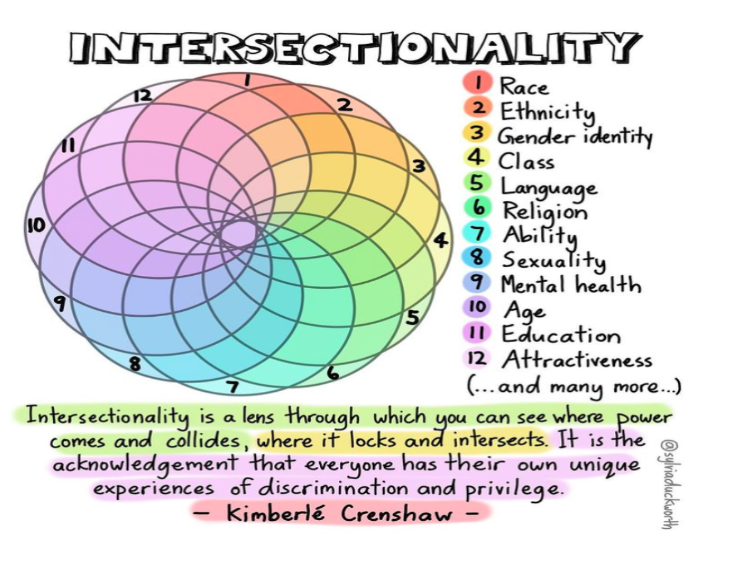 INTERSECTIONALITY
1 Race
2 Ethnicity
3 Gender identity
4 Class
5 Language
6 Religion
7 Ability
8 Sexuality
9 Mental health
10 Age
11 Education
12 Attractiveness
(...and many more...)
1
2
3
4
5
6
7
8
9
10
11
12
Intersectionality is a lens through which you can see where power
comes and collides, where it locks and intersects. It is the
acknowledgement that everyone has their own unique
experiences of discrimination and privilege.
- Kimberlé Crenshaw -
@sylviaduckworth